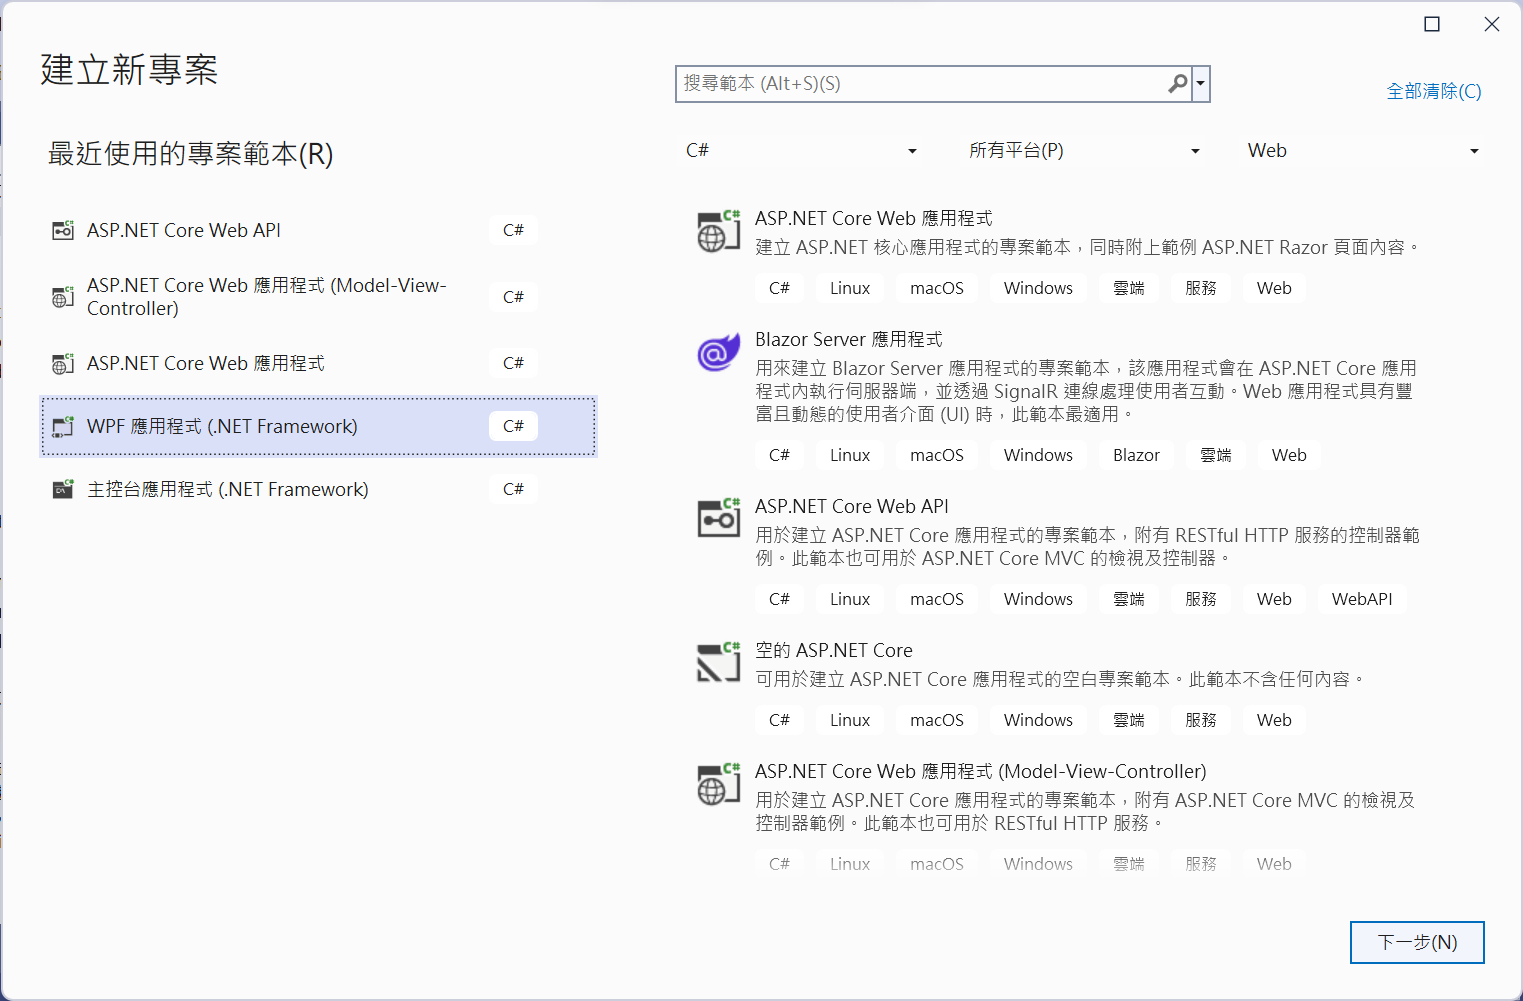 建立新專案
搜尋範本 (Alt+S)(S)
全部清除(C)
最近使用的專案範本(R)
ASP.NET Core Web API C#
ASP.NET Core Web 應用程式 (Model-View-
Controller) C#
ASP.NET Core Web 應用程式 C#
WPF 應用程式 (.NET Framework) C#
主控台應用程式 (.NET Framework) C#
C# 所有平台(P) Web
ASP.NET Core Web 應用程式
建立 ASP.NET 核心應用程式的專案範本，同時附上範例 ASP.NET Razor 頁面內容。
C# Linux macOS Windows 雲端 服務 Web
Blazor Server 應用程式
用來建立 Blazor Server 應用程式的專案範本，該應用程式會在 ASP.NET Core 應用
程式內執行伺服器端，並透過 SignalR 連線處理使用者互動。Web 應用程式具有豐
富且動態的使用者介面 (UI) 時，此範本最適用。
C# Linux macOS Windows Blazor 雲端 Web
ASP.NET Core Web API
用於建立 ASP.NET Core 應用程式的專案範本，附有 RESTful HTTP 服務的控制器範
例。此範本也可用於 ASP.NET Core MVC 的檢視及控制器。
C# Linux macOS Windows 雲端 服務 Web WebAPI
空的 ASP.NET Core
可用於建立 ASP.NET Core 應用程式的空白專案範本。此範本不含任何內容。
C# Linux macOS Windows 雲端 服務 Web
ASP.NET Core Web 應用程式 (Model-View-Controller)
用於建立 ASP.NET Core 應用程式的專案範本，附有 ASP.NET Core MVC 的檢視及
控制器範例。此範本也可用於 RESTful HTTP 服務。
C# Linux macOS Windows 雲端 服務 Web
下一步(N)